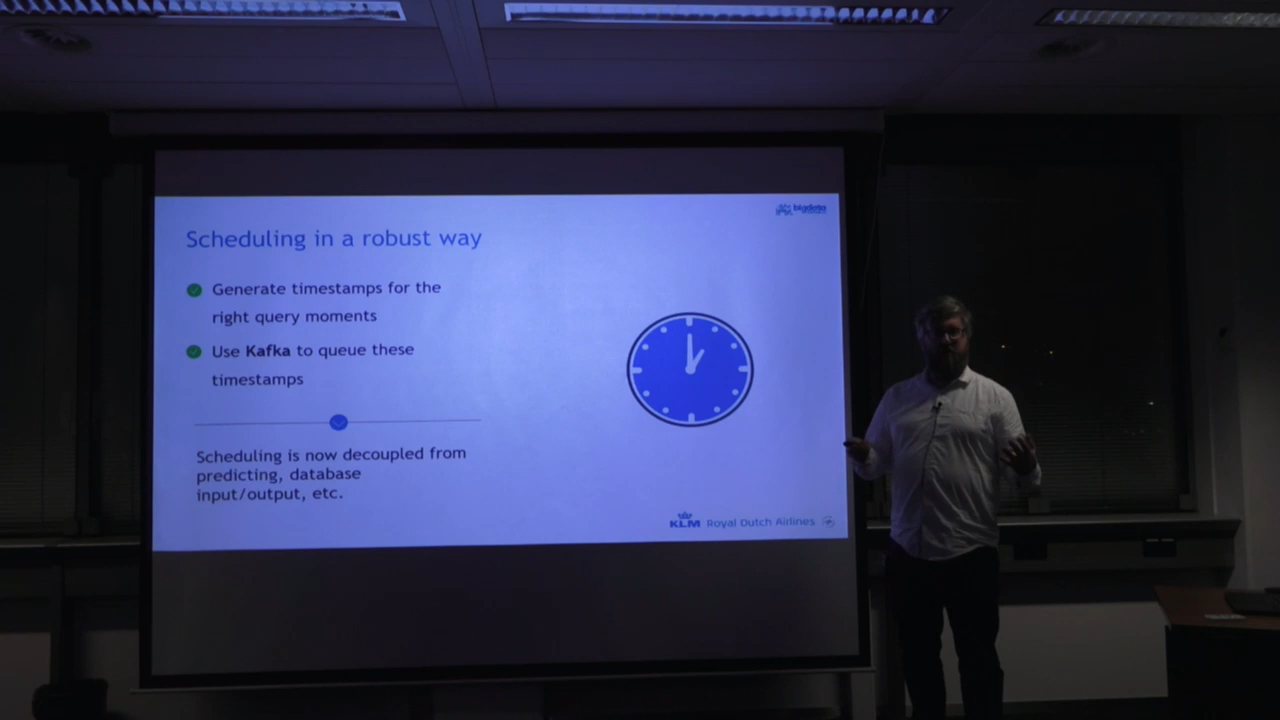 bigdata
Scheduling in a robust way
Generate timestamps for the
right query moments
Use Kafka to queue these
timestamps
Scheduling is now decoupled from
predicting, database
input/output, etc.
KLM Royal Dutch Airlines